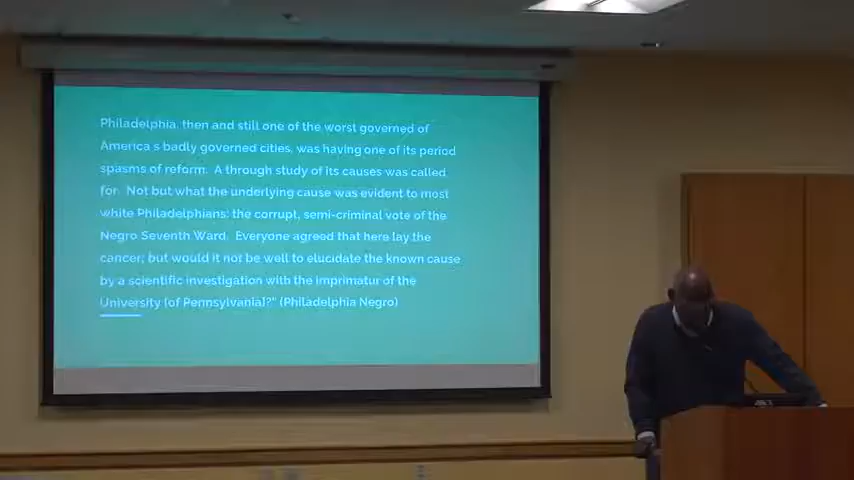 Philadelphia, then and still one of the worst governed of
America s badly governed cities, was having one of its period
spasms of reform. A through study of its causes was called
for. Not but what the underlying cause was evident to most
white Philadelphians: the corrupt, semi-criminal vote of the
Negro Seventh Ward. Everyone agreed that here lay the
cancer; but would it not be well to elucidate the known cause
by a scientific investigation with the imprimatur of the
University [of Pennsylvania]?" (Philadelphia Negro)